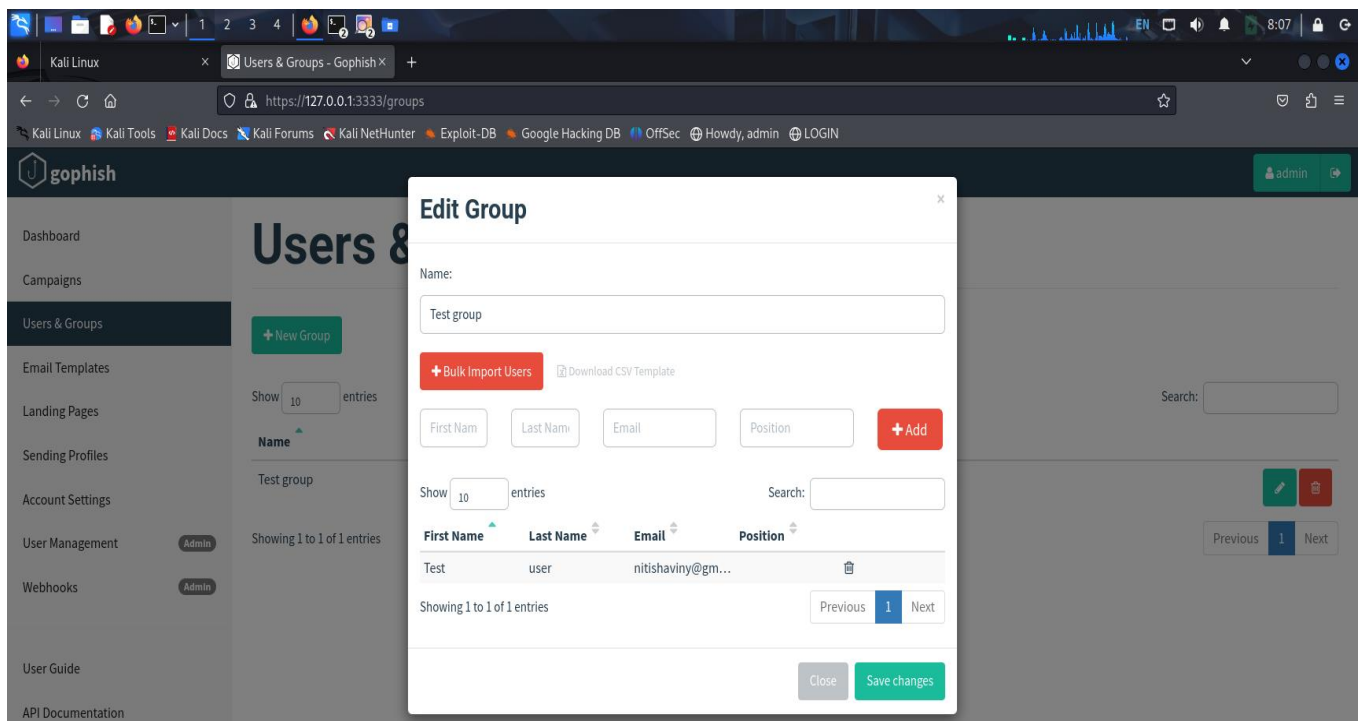 1 2 3 4 EN 8:07
Kali Linux × Users & Groups - Gophish × +
https://127.0.0.1:3333/groups
Kali Linux Kali Tools Kali Docs Kali Forums Kali NetHunter Exploit-DB Google Hacking DB OffSec Howdy, admin LOGIN
gophish admin
Dashboard
Campaigns
Users & Groups
Email Templates
Landing Pages
Sending Profiles
Account Settings
User Management Admin
Webhooks Admin
User Guide
API Documentation
Users &
+ New Group
Show 10 entries Search:
Name
Test group
Showing 1 to 1 of 1 entries Previous 1 Next
Edit Group ×
Name:
Test group
+ Bulk Import Users Download CSV Template
First Nam Last Nam Email Position + Add
Show 10 entries Search:
First Name Last Name Email Position
Test user nitishaviny@gm...
Showing 1 to 1 of 1 entries Previous 1 Next
Close Save changes